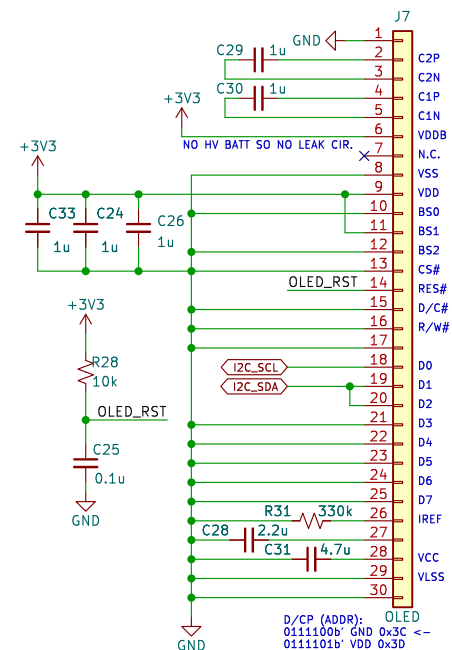 J7
GND
1
C29
1u
2
C2P
3
C2N
C30
1u
4
C1P
+3V3
5
C1N
6
VDDB
NO HV BATT SO NO LEAK CIR.
7
N.C.
+3V3
8
VSS
9
VDD
C33
C24
C26
10
BS0
1u
1u
1u
11
BS1
12
BS2
13
CS#
OLED_RST
14
RES#
+3V3
15
D/C#
16
R/W#
17
R28
10k
I2C_SCL
18
D0
I2C_SDA
19
D1
20
D2
OLED_RST
21
D3
22
D4
C25
0.1u
23
D5
24
D6
25
D7
GND
R31
330k
26
IREF
C28
2.2u
27
C31
4.7u
28
VCC
29
VLSS
30
OLED
GND
D/CP (ADDR):
0111100b' GND 0x3C <-
0111101b' VDD 0x3D